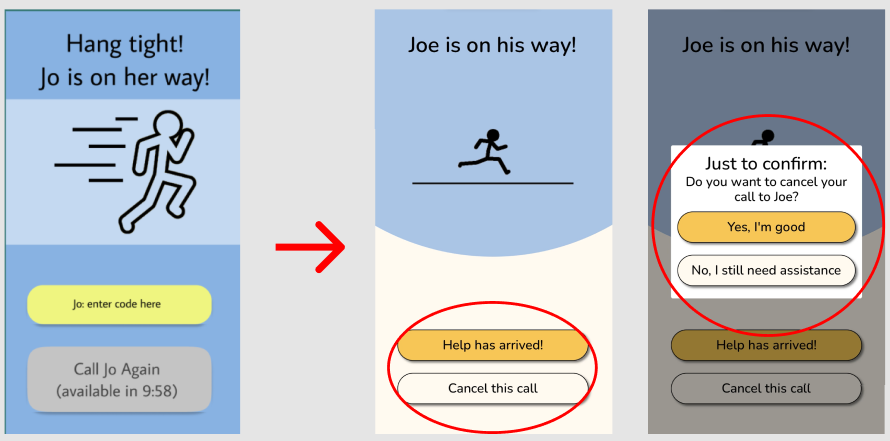 Hang tight!
Jo is on her way!
Jo: enter code here
Call Jo Again
(available in 9:58)
Joe is on his way!
Help has arrived!
Cancel this call
Joe is on his way!
Just to confirm:
Do you want to cancel your
call to Joe?
Yes, I'm good
No, I still need assistance
Help has arrived!
Cancel this call